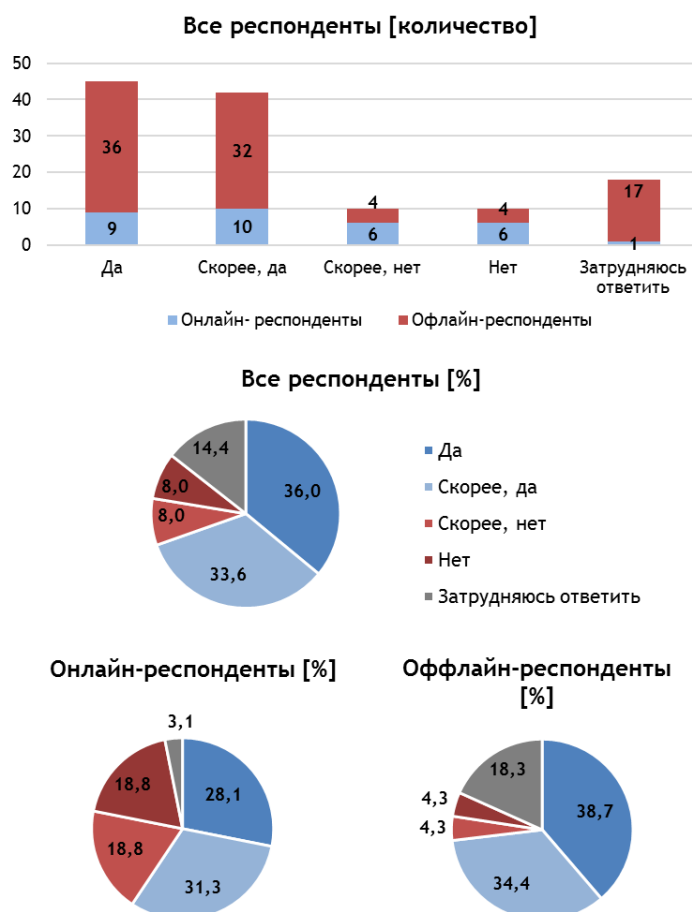 Все респонденты [количество]
50
40
30
20
10
0
36
32
4
4
17
9
10
6
6
1
Да
Скорее, да
Скорее, нет
Нет
Затрудняюсь
ответить
Онлайн- респонденты
Офлайн-респонденты
Все респонденты [%]
14,4
36,0
8,0
8,0
33,6
Да
Скорее, да
Скорее, нет
Нет
Затрудняюсь ответить
Онлайн-респонденты [%]
3,1
18,8
28,1
18,8
31,3
Оффлайн-респонденты
[%]
18,3
4,3
38,7
4,3
34,4